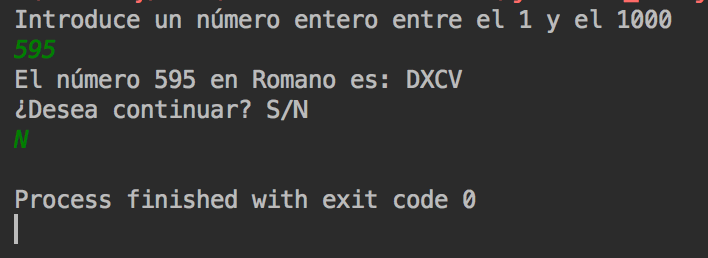 Introduce un número entero entre el 1 y el 1000
595
El número 595 en Romano es: DXCV
¿Desea continuar? S/N
N
Process finished with exit code 0